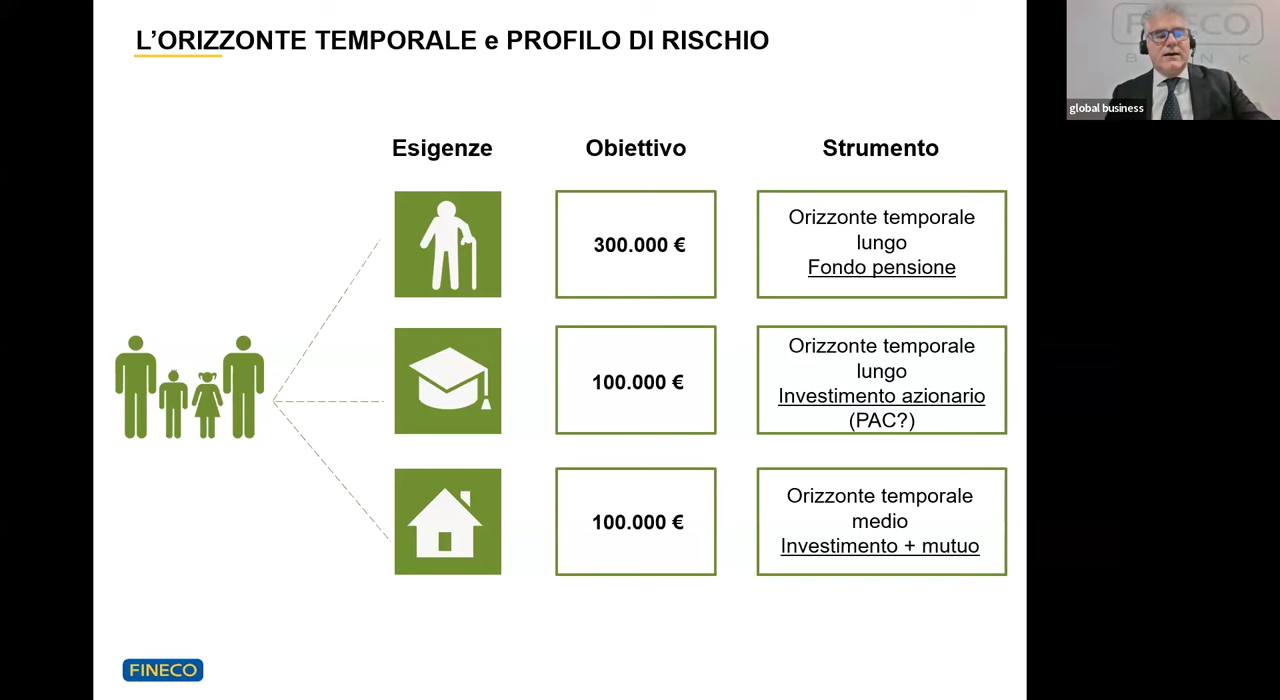 L'ORIZZONTE TEMPORALE e PROFILO DI RISCHIO
FINECO
B A N K
global business
Esigenze
Obiettivo
Strumento
300.000 €
Orizzonte temporale
lungo
Fondo pensione
100.000 €
Orizzonte temporale
lungo
Investimento azionario
(PAC?)
100.000 €
Orizzonte temporale
medio
Investimento + mutuo
FINECO